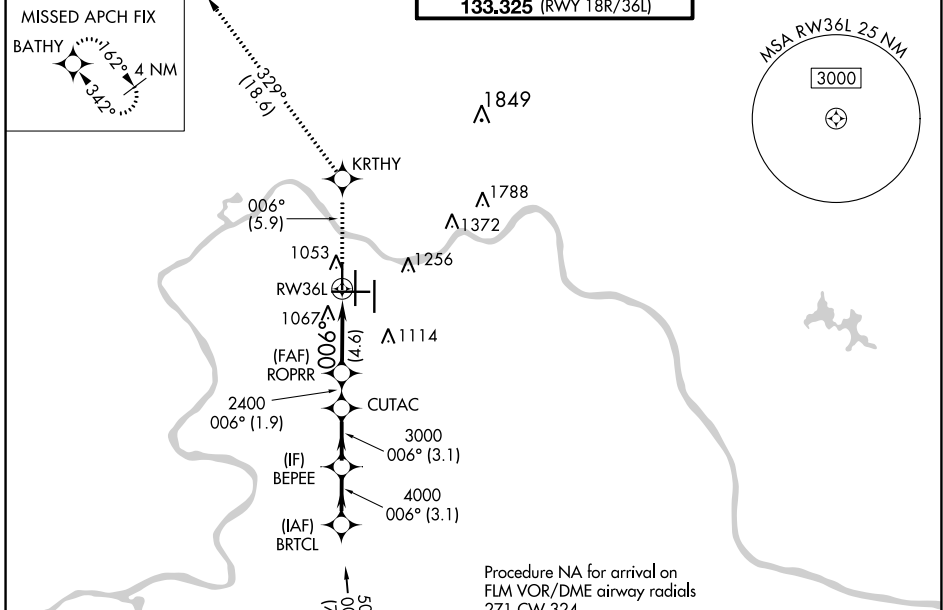 133.325 (RWY 18R/36L)
MISSED APCH FIX
BATHY
162°
4 NM
342°
329°
(18.6)
MSA RW36L 25 NM
3000
1849
KRTHY
006°
(5.9)
1788
1372
1053
1256
RW36L
1067
1114
006°
(4.6)
(FAF)
ROPRR
2400
006° (1.9)
CUTAC
3000
006° (3.1)
(IF)
BEPEE
4000
006° (3.1)
(IAF)
BRTCL
Procedure NA for arrival on
FLM VOR/DME airway radials
271 CW 324